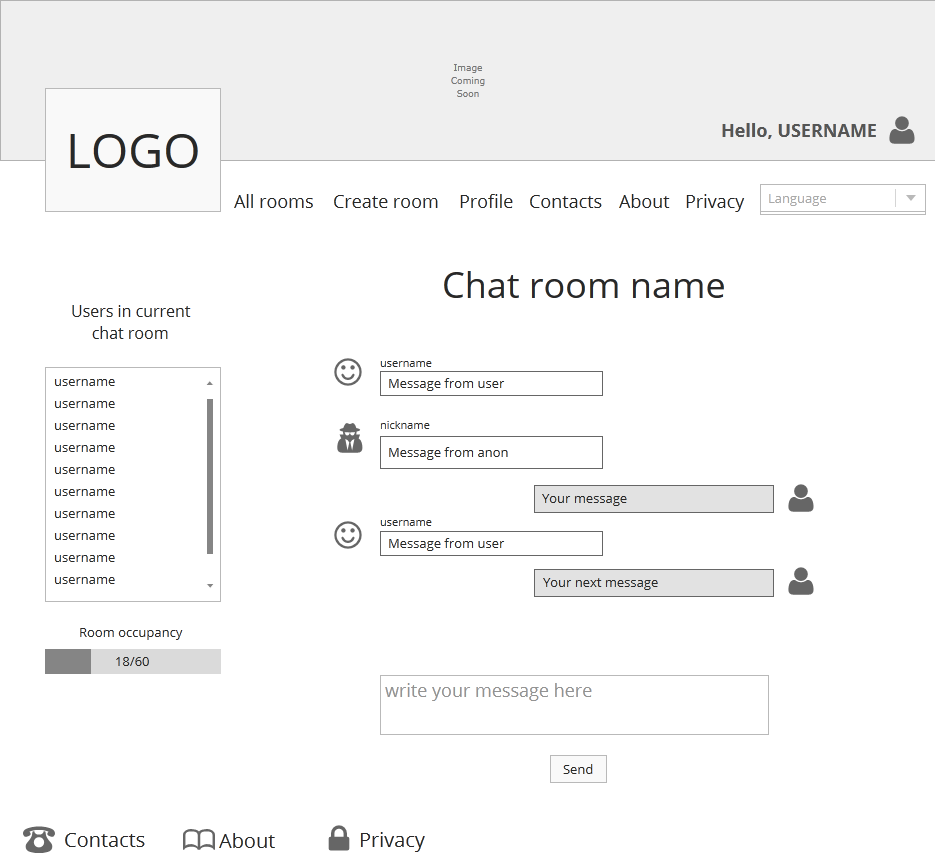 Image
Coming
Soon
LOGO
Hello, USERNAME
All rooms Create room Profile Contacts About Privacy Language
Chat room name
Users in current
chat room
username
username
username
username
username
username
username
username
username
username
Room occupancy
18/60
username
Message from user
nickname
Message from anon
Your message
username
Message from user
Your next message
write your message here
Send
Contacts About Privacy